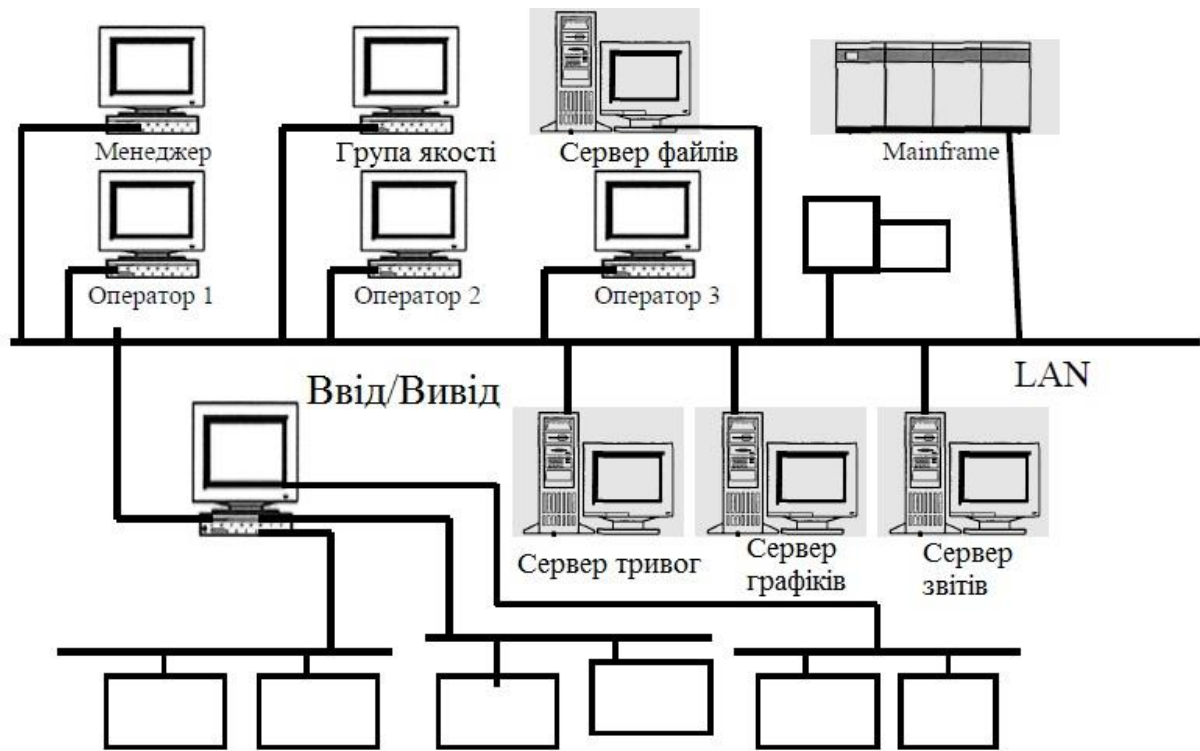 Менеджер
Група якості
Сервер файлів
Mainframe
Оператор 1
Оператор 2
Оператор 3
LAN
Ввід/Вивід
Сервер тривог
Сервер
графіків
Сервер
звітів